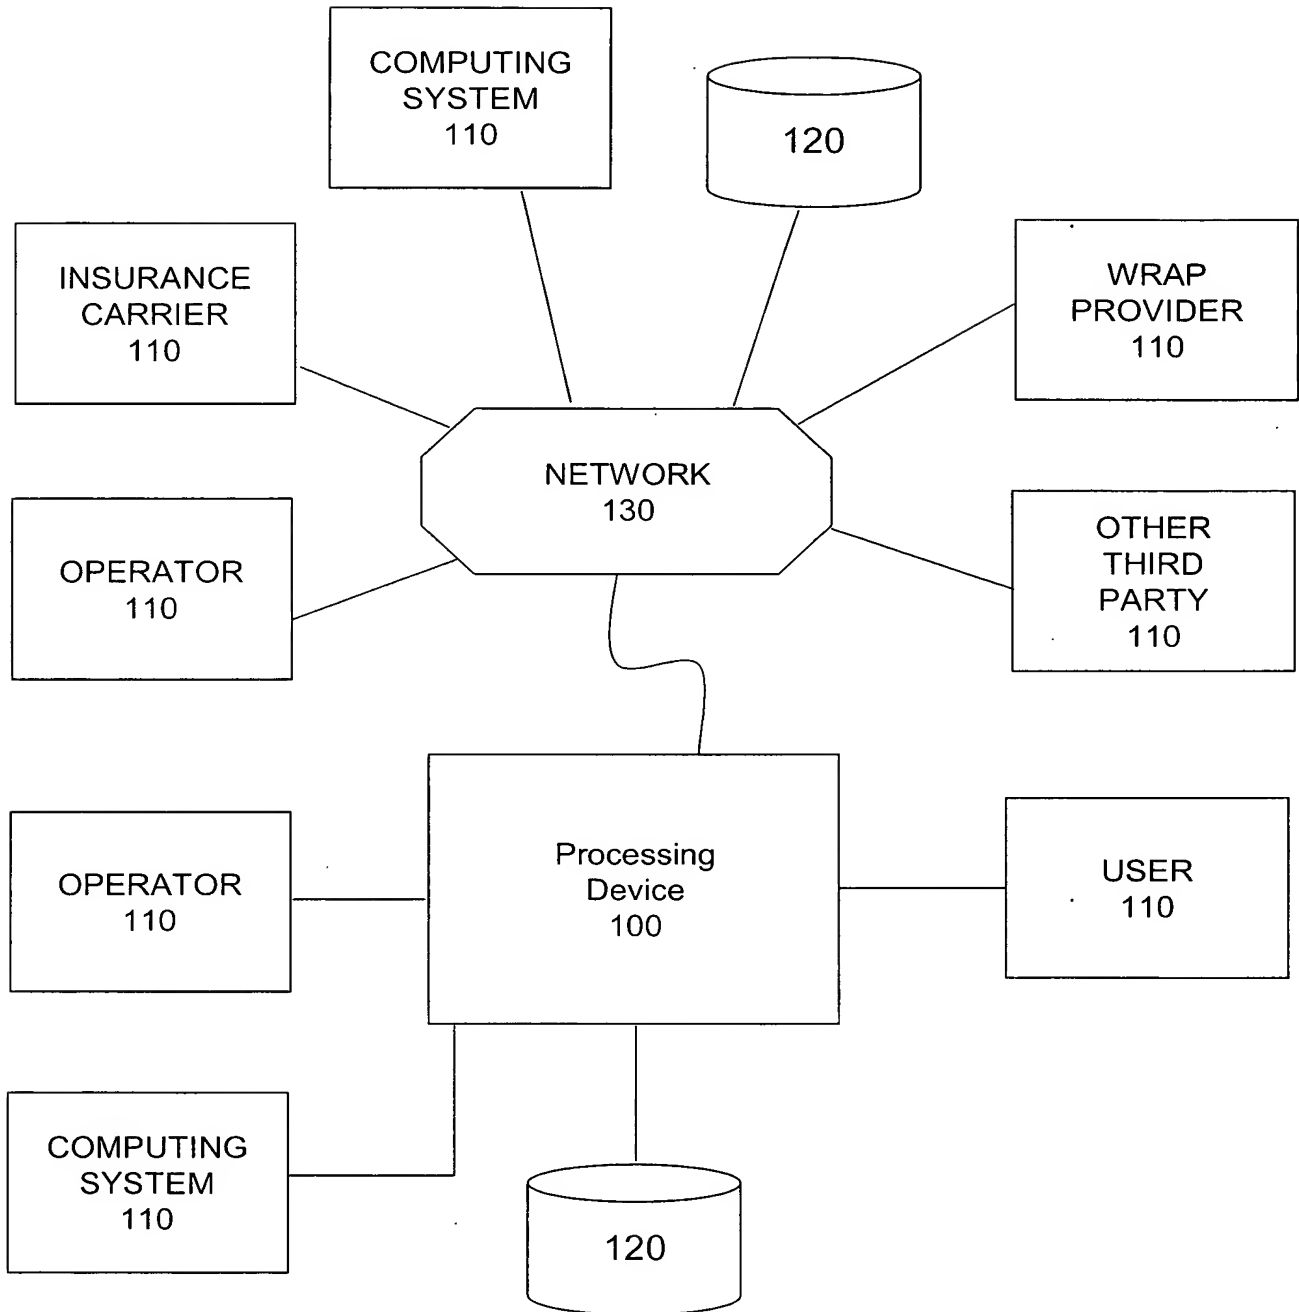 COMPUTING
SYSTEM
110
120
INSURANCE
CARRIER
110
WRAP
PROVIDER
110
NETWORK
130
OPERATOR
110
OTHER
THIRD
PARTY
110
OPERATOR
110
Processing
Device
100
USER
110
COMPUTING
SYSTEM
110
120